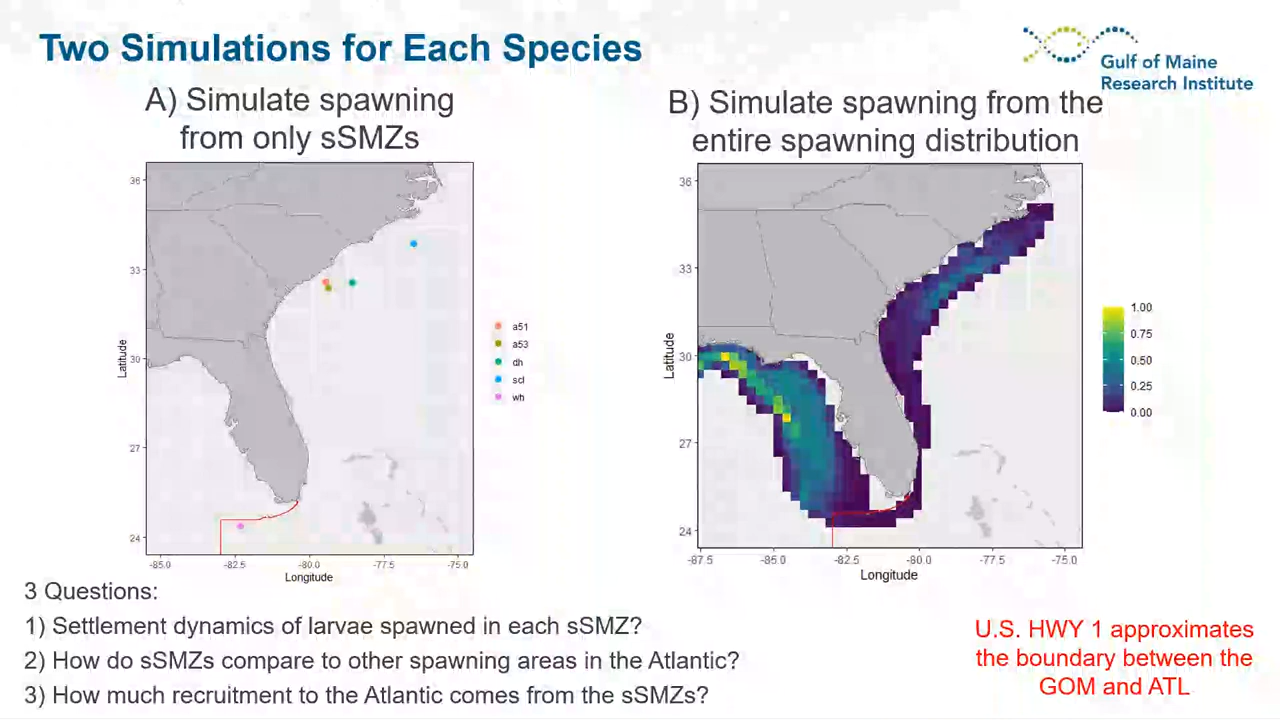 Two Simulations for Each Species
Gulf of Maine
Research Institute
A) Simulate spawning
from only sSMZs
B) Simulate spawning from the
entire spawning distribution
36
33
30
27
24
Latitude
-85.0
-82.5
-80.0
-77.5
-75.0
Longitude
a51
a53
dh
scl
wh
36
33
30
27
24
Latitude
-87.5
-85.0
-82.5
-80.0
-77.5
-75.0
Longitude
1.00
0.75
0.50
0.25
0.00
3 Questions:
1) Settlement dynamics of larvae spawned in each sSMZ?
2) How do sSMZs compare to other spawning areas in the Atlantic?
3) How much recruitment to the Atlantic comes from the sSMZs?
U.S. HWY 1 approximates
the boundary between the
GOM and ATL